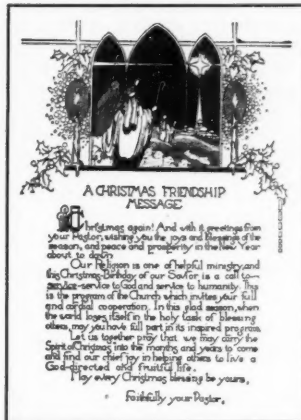 A CHRISTMAS FRIENDSHIP
MESSAGE
Christmas again! And with it greetings from
your Pastor, wishing you the joys and blessings of the
season, and peace and prosperity in the New Year
about to dawn.
Our Religion is one of helpful ministry, and
this Christmas-Birthday of our Savior is a call to
service-service to God and service to humanity. This
is the program of the Church which invites your full
and cordial cooperation. In this glad season, when
the world loses itself in the holy task of blessing
others, may you have full part in its inspired program.
Let us together pray that we may carry the
Spirit of Christmas into the months and years to come
and find our chief joy in helping others to live a
God-directed and fruitful life.
May every Christmas blessing be yours,
Faithfully your Pastor,